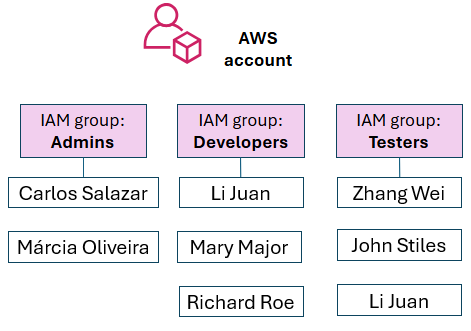 AWS
account
IAM group:
Admins
Carlos Salazar
Márcia Oliveira
IAM group:
Developers
Li Juan
Mary Major
Richard Roe
IAM group:
Testers
Zhang Wei
John Stiles
Li Juan